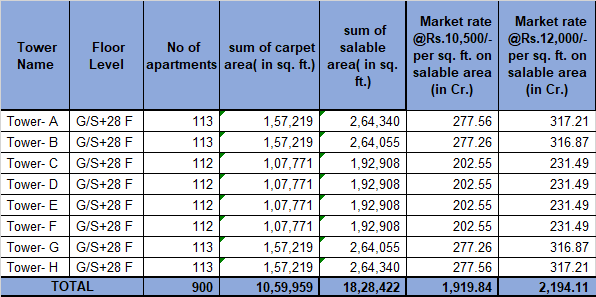 Tower Name | Floor Level | No of apartments | sum of carpet area( in sq. ft.) | sum of salable area( in sq. ft.) | Market rate @Rs.10,500/- per sq. ft. on salable area (in Cr.) | Market rate @Rs.12,000/- per sq. ft. on salable area (in Cr.)
Tower- A | G/S+28 F | 113 | 1,57,219 | 2,64,340 | 277.56 | 317.21
Tower- B | G/S+28 F | 113 | 1,57,219 | 2,64,055 | 277.26 | 316.87
Tower- C | G/S+28 F | 112 | 1,07,771 | 1,92,908 | 202.55 | 231.49
Tower- D | G/S+28 F | 112 | 1,07,771 | 1,92,908 | 202.55 | 231.49
Tower- E | G/S+28 F | 112 | 1,07,771 | 1,92,908 | 202.55 | 231.49
Tower- F | G/S+28 F | 112 | 1,07,771 | 1,92,908 | 202.55 | 231.49
Tower- G | G/S+28 F | 113 | 1,57,219 | 2,64,055 | 277.26 | 316.87
Tower- H | G/S+28 F | 113 | 1,57,219 | 2,64,340 | 277.56 | 317.21
TOTAL | 900 | 10,59,959 | 18,28,422 | 1,919.84 | 2,194.11